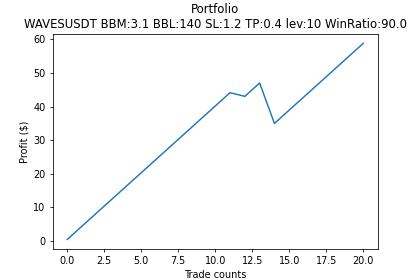 Portfolio
WAVESUSDT BBM:3.1 BBL:140 SL:1.2 TP:0.4 lev:10 WinRatio:90.0
60
50
40
30
20
10
0
Profit ($)
0.0 2.5 5.0 7.5 10.0 12.5 15.0 17.5 20.0
Trade counts